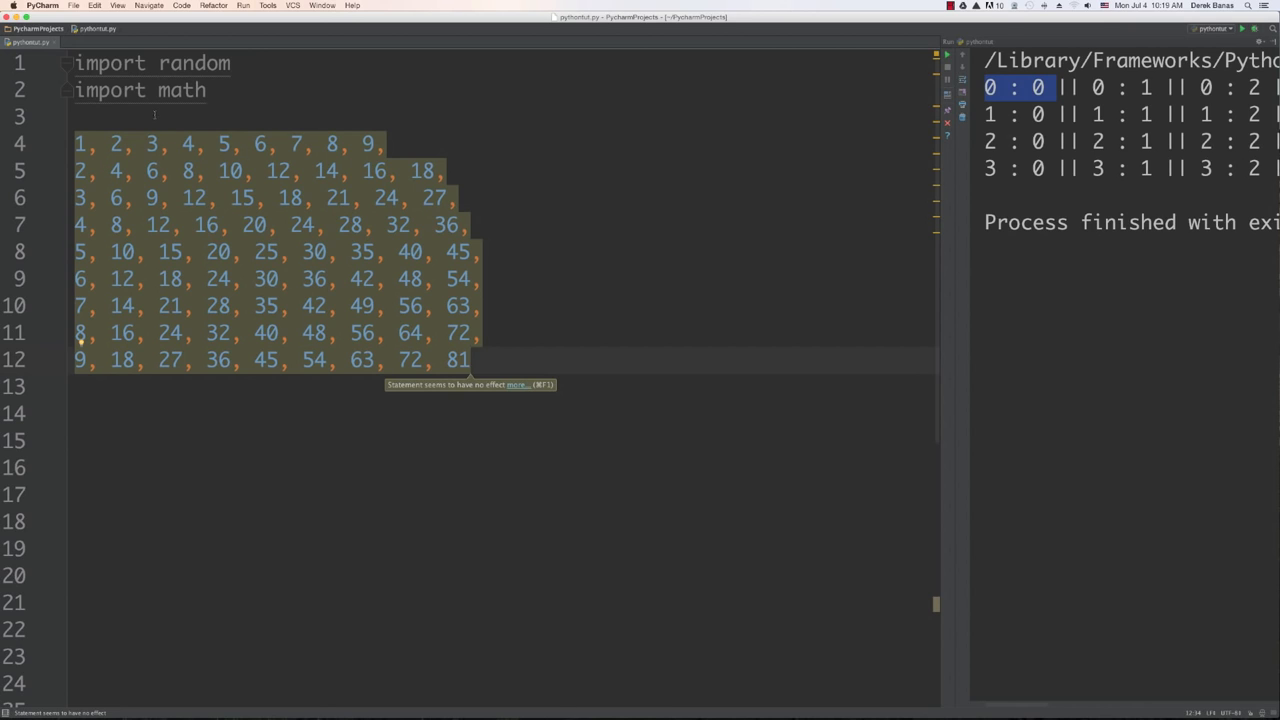 PyCharm File Edit View Navigate Code Refactor Run Tools VCS Window Help
10 Mon Jul 4 10:19 AM Derek Banas
pythontut.py - PycharmProjects - [~/PycharmProjects]
PycharmProjects pythontut.py pythontut
pythontut.py Run pythontut
1 import random
2 import math
3
4 1, 2, 3, 4, 5, 6, 7, 8, 9,
5 2, 4, 6, 8, 10, 12, 14, 16, 18,
6 3, 6, 9, 12, 15, 18, 21, 24, 27,
7 4, 8, 12, 16, 20, 24, 28, 32, 36,
8 5, 10, 15, 20, 25, 30, 35, 40, 45,
9 6, 12, 18, 24, 30, 36, 42, 48, 54,
10 7, 14, 21, 28, 35, 42, 49, 56, 63,
11 8, 16, 24, 32, 40, 48, 56, 64, 72,
12 9, 18, 27, 36, 45, 54, 63, 72, 81
Statement seems to have no effect more... (⌘F1)
13
14
15
16
17
18
19
20
21
22
23
24
/Library/Frameworks/Pytho
0 : 0 || 0 : 1 || 0 : 2 |
1 : 0 || 1 : 1 || 1 : 2 |
2 : 0 || 2 : 1 || 2 : 2 |
3 : 0 || 3 : 1 || 3 : 2 |
Process finished with exi
Statement seems to have no effect
12:34 LF‡ UTF-8‡